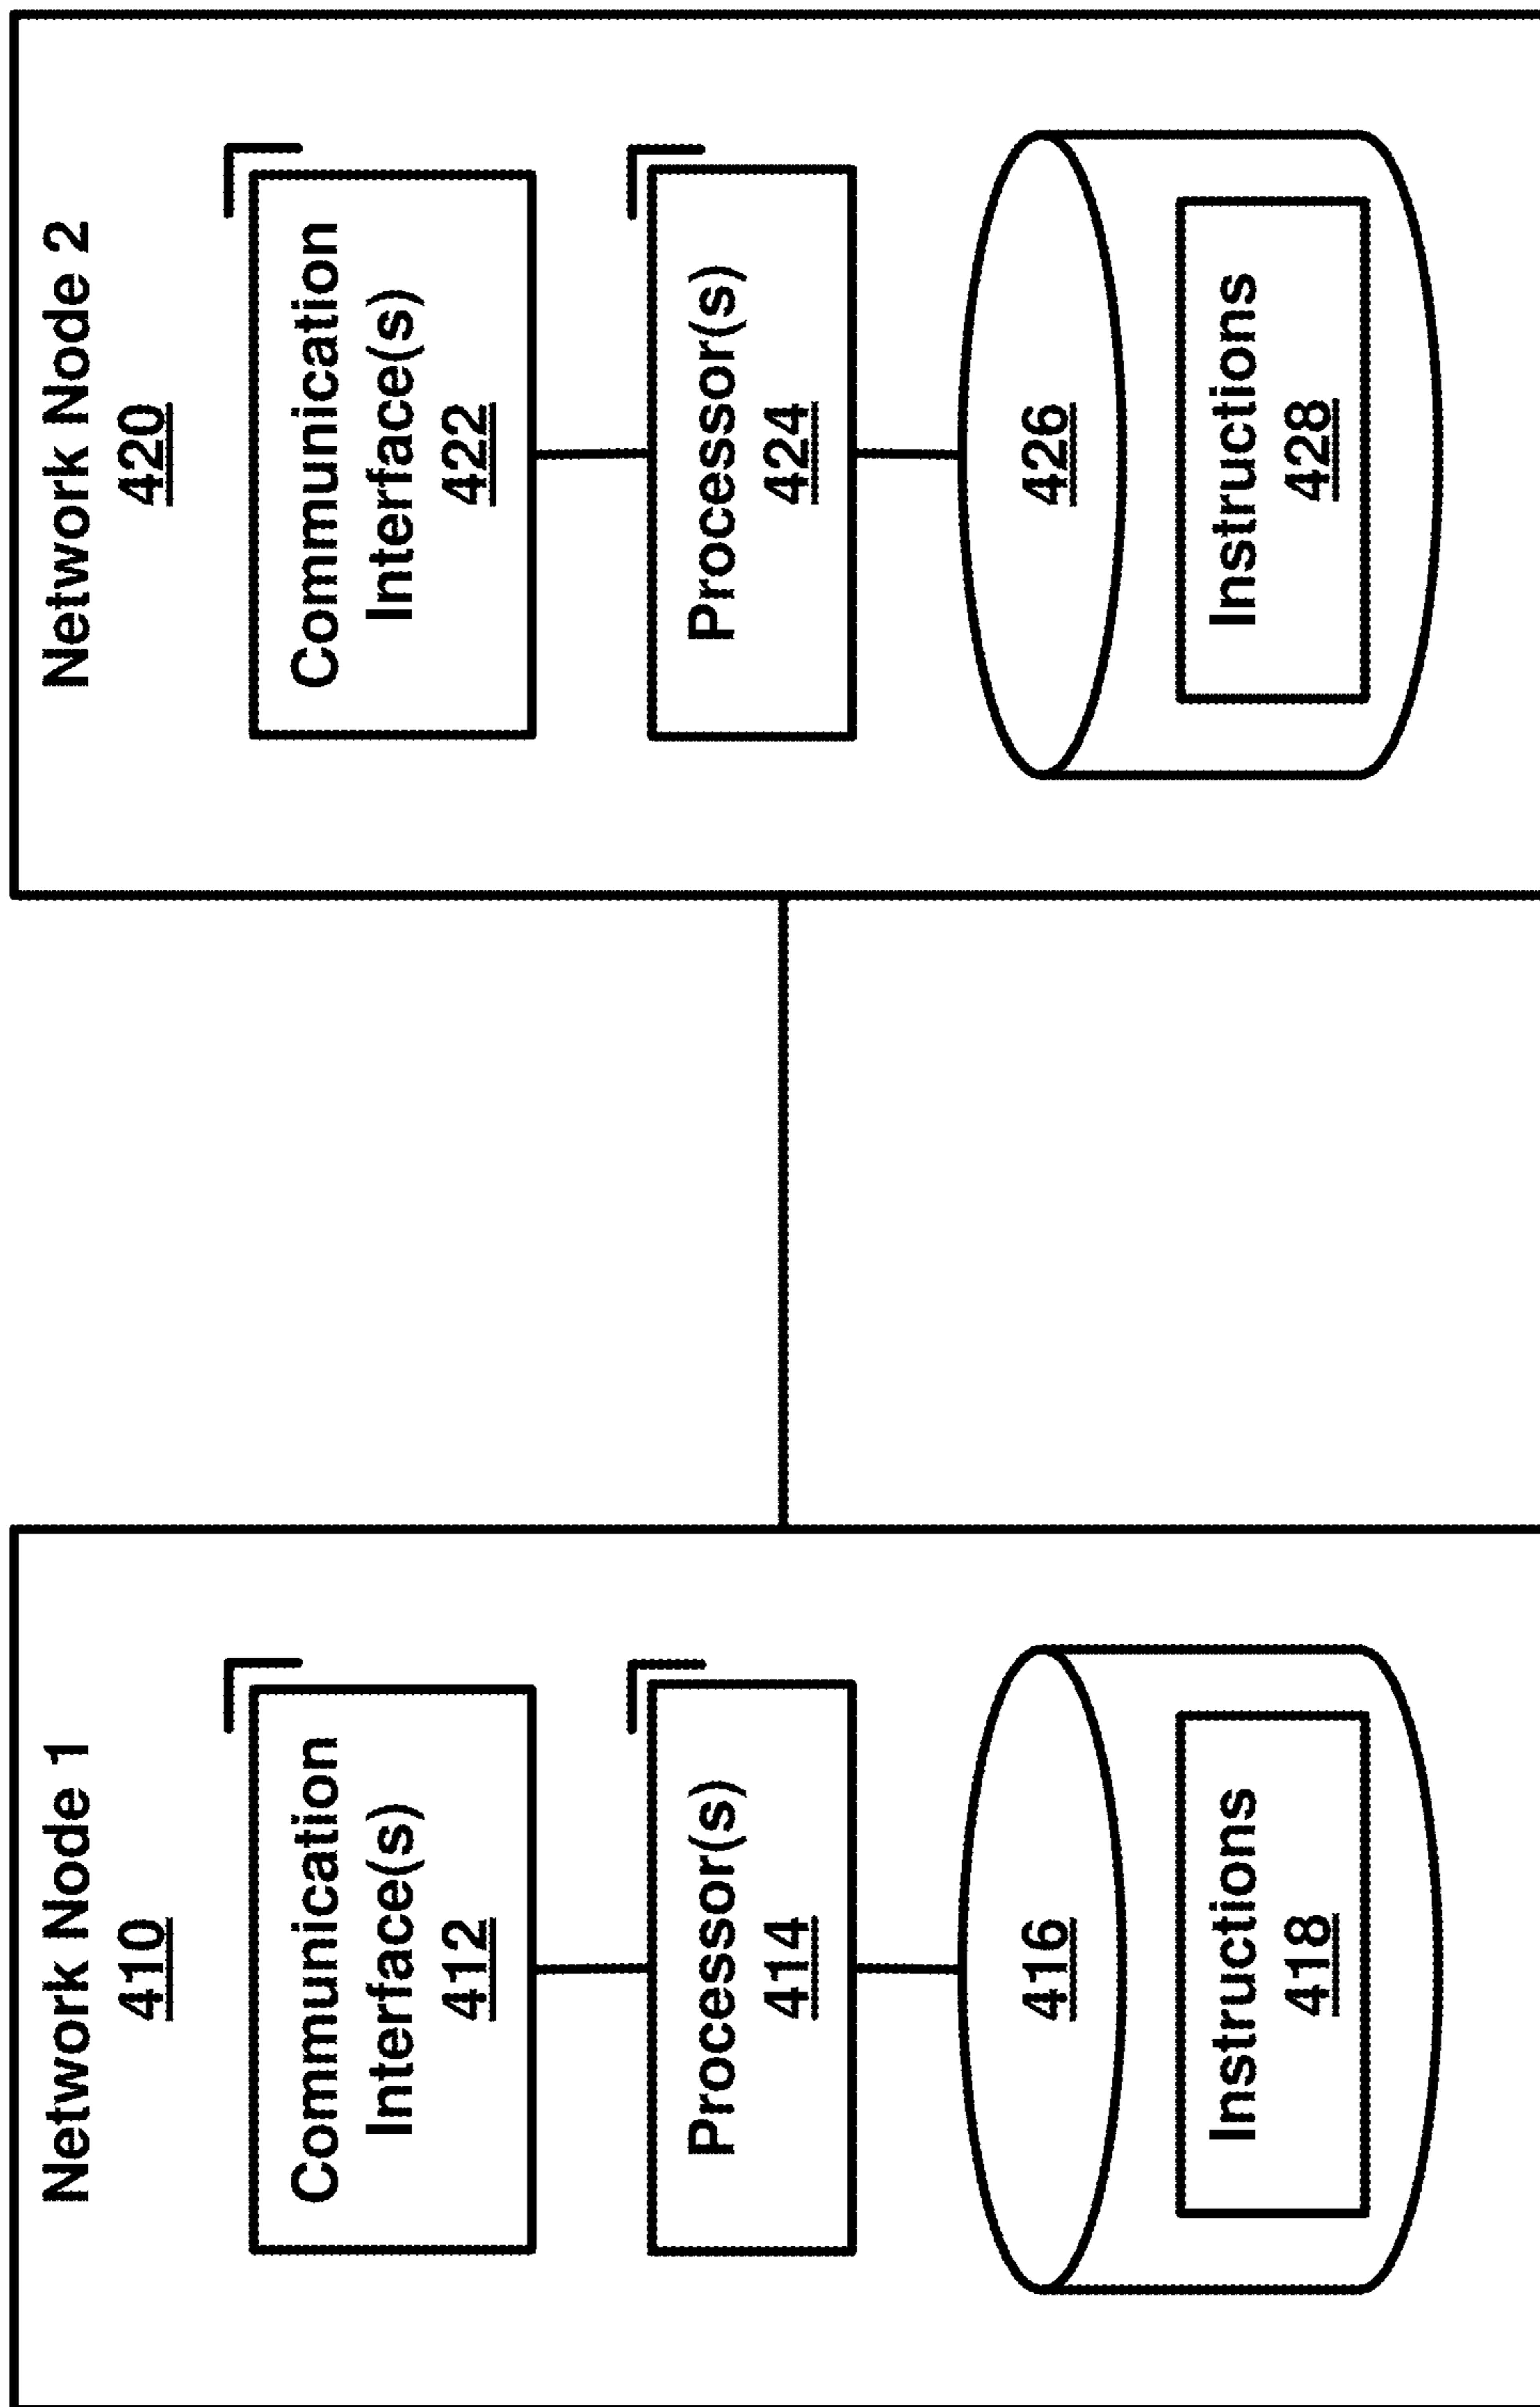 Network Node 1
410
Communication
Interface(s)
412
Processor(s)
414
416
Instructions
418
Network Node 2
420
Communication
Interface(s)
422
Processor(s)
424
426
Instructions
428